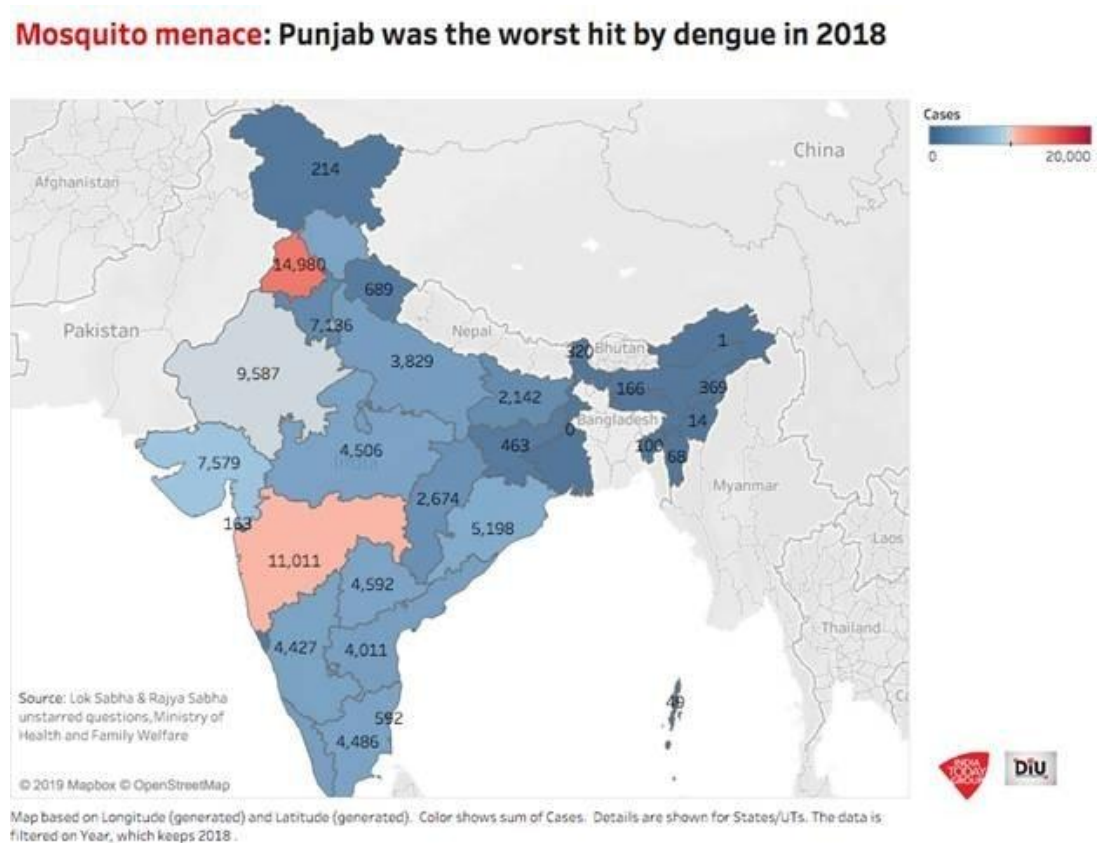 Mosquito menace: Punjab was the worst hit by dengue in 2018
Cases
0 20,000
China
Afghanistan
214
14,980
689
Pakistan
7,136
Nepal
1
320
Bhutan
3,829
9,587
2,142
166
369
Bangladesh
0
14
463
100
68
4,506
India
7,579
Myanmar
2,674
163
5,198
Laos
11,011
4,592
Thailand
4,427
4,011
49
592
4,486
Source: Lok Sabha & Rajya Sabha
unstarred questions, Ministry of
Health and Family Welfare
© 2019 Mapbox © OpenStreetMap
INDIA
TODAY
GROUP
DiU
Map based on Longitude (generated) and Latitude (generated). Color shows sum of Cases. Details are shown for States/UTs. The data is
filtered on Year, which keeps 2018.